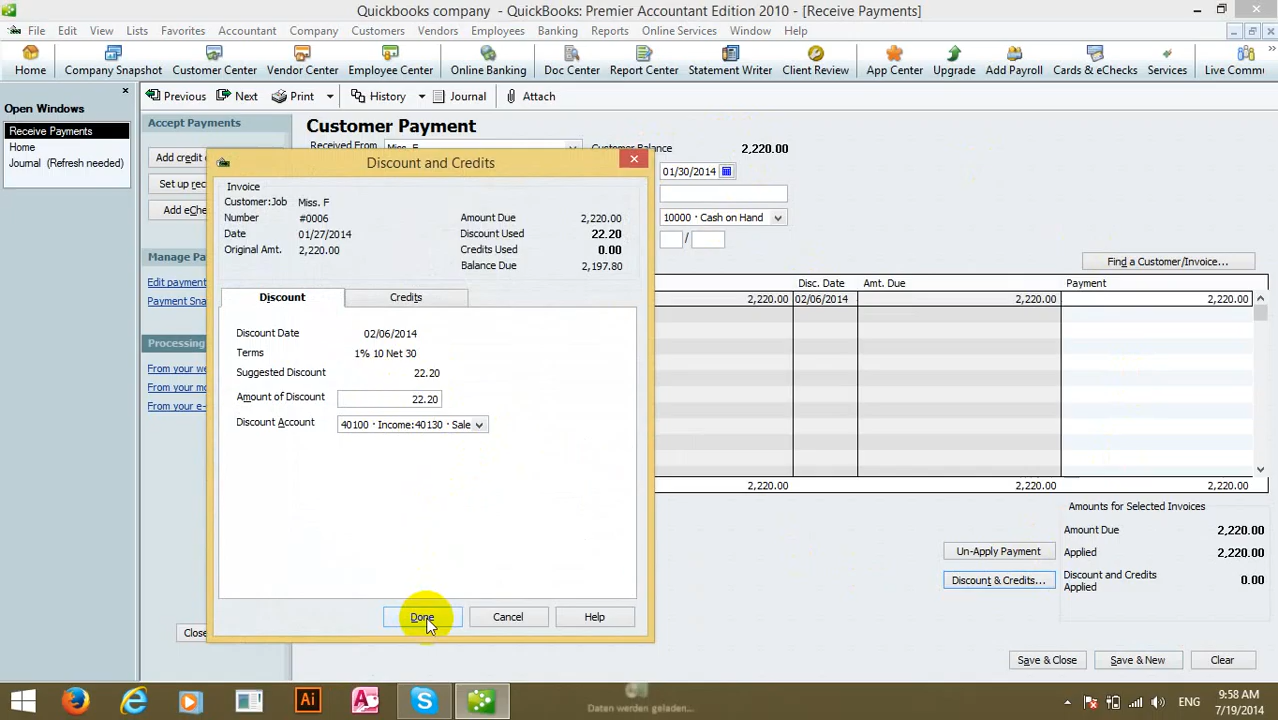 Quickbooks company - QuickBooks: Premier Accountant Edition 2010 - [Receive Payments]
File Edit View Lists Favorites Accountant Company Customers Vendors Employees Banking Reports Online Services Window Help
Home Company Snapshot Customer Center Vendor Center Employee Center Online Banking Doc Center Report Center Statement Writer Client Review App Center Upgrade Add Payroll Cards & eChecks Services Live Commu
Open Windows
Receive Payments
Home
Journal (Refresh needed)
Previous Next Print History Journal Attach
Accept Payments
Add credit
Set up rec
Add eChe
Manage Pa
Edit payment
Payment Sna
Processing
From your we
From your mo
From your e-
Close
Customer Payment
Received From Miss. F Customer Balance 2,220.00
01/30/2014
10000 · Cash on Hand
/
Find a Customer/Invoice...
Disc. Date Amt. Due Payment
2,220.00 02/06/2014 2,220.00 2,220.00
2,220.00 2,220.00 2,220.00
Amounts for Selected Invoices
Amount Due 2,220.00
Applied 2,220.00
Discount and Credits Applied 0.00
Un-Apply Payment
Discount & Credits...
Save & Close Save & New Clear
Discount and Credits
Invoice
Customer:Job Miss. F
Number #0006 Amount Due 2,220.00
Date 01/27/2014 Discount Used 22.20
Original Amt. 2,220.00 Credits Used 0.00
Balance Due 2,197.80
Discount Credits
Discount Date 02/06/2014
Terms 1% 10 Net 30
Suggested Discount 22.20
Amount of Discount 22.20
Discount Account 40100 · Income:40130 · Sale
Done Cancel Help
Daten werden geladen...
Ai
ENG
9:58 AM
7/19/2014